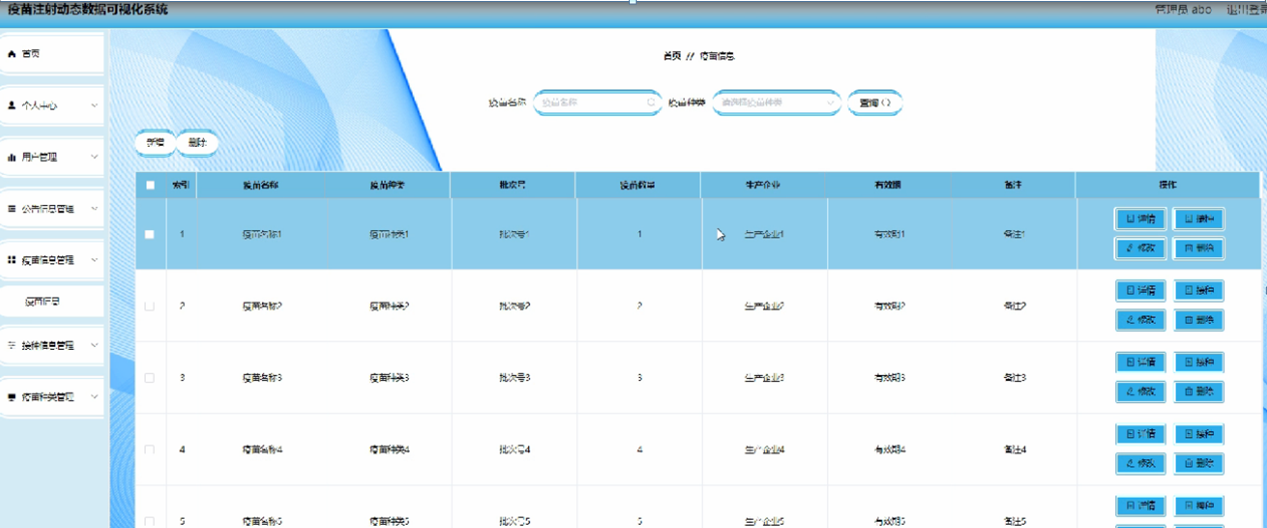 疫苗注射动态数据可视化系统
管理员 abo 退出登录
首页
个人中心
用户管理
公告信息管理
疫苗信息管理
疫苗信息
接种信息管理
疫苗种类管理
首页 // 疫苗信息
疫苗名称 疫苗名称 疫苗种类 请选择疫苗种类 查询
新增 删除
索引 疫苗名称 疫苗种类 批次号 疫苗数量 生产企业 有效期 备注 操作
1 疫苗名称1 疫苗种类1 批次号1 1 生产企业1 有效期1 备注1 详情 接种
修改 删除
2 疫苗名称2 疫苗种类2 批次号2 2 生产企业2 有效期2 备注2 详情 接种
修改 删除
3 疫苗名称3 疫苗种类3 批次号3 3 生产企业3 有效期3 备注3 详情 接种
修改 删除
4 疫苗名称4 疫苗种类4 批次号4 4 生产企业4 有效期4 备注4 详情 接种
修改 删除
5 疫苗名称5 疫苗种类5 批次号5 5 生产企业5 有效期5 备注5 详情 接种